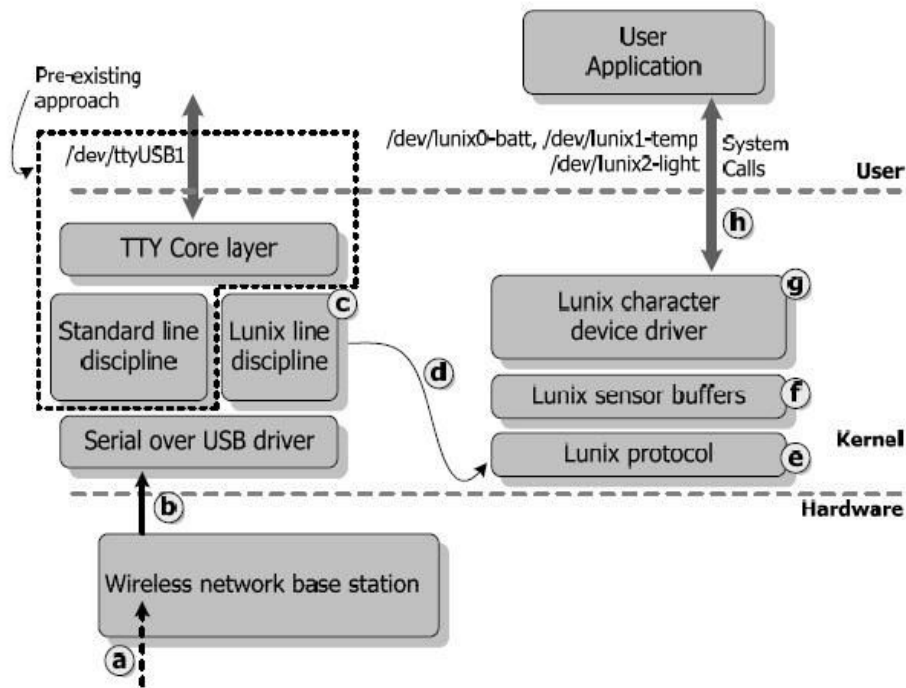 User
Application
Pre-existing
approach
/dev/ttyUSB1
/dev/lunix0-batt, /dev/lunix1-temp
/dev/lunix2-light
System
Calls
User
h
TTY Core layer
g
Lunix character
device driver
c
Standard line
discipline
Lunix line
discipline
d
Lunix sensor buffers
f
Serial over USB driver
Kernel
Lunix protocol
e
b
Hardware
Wireless network base station
a